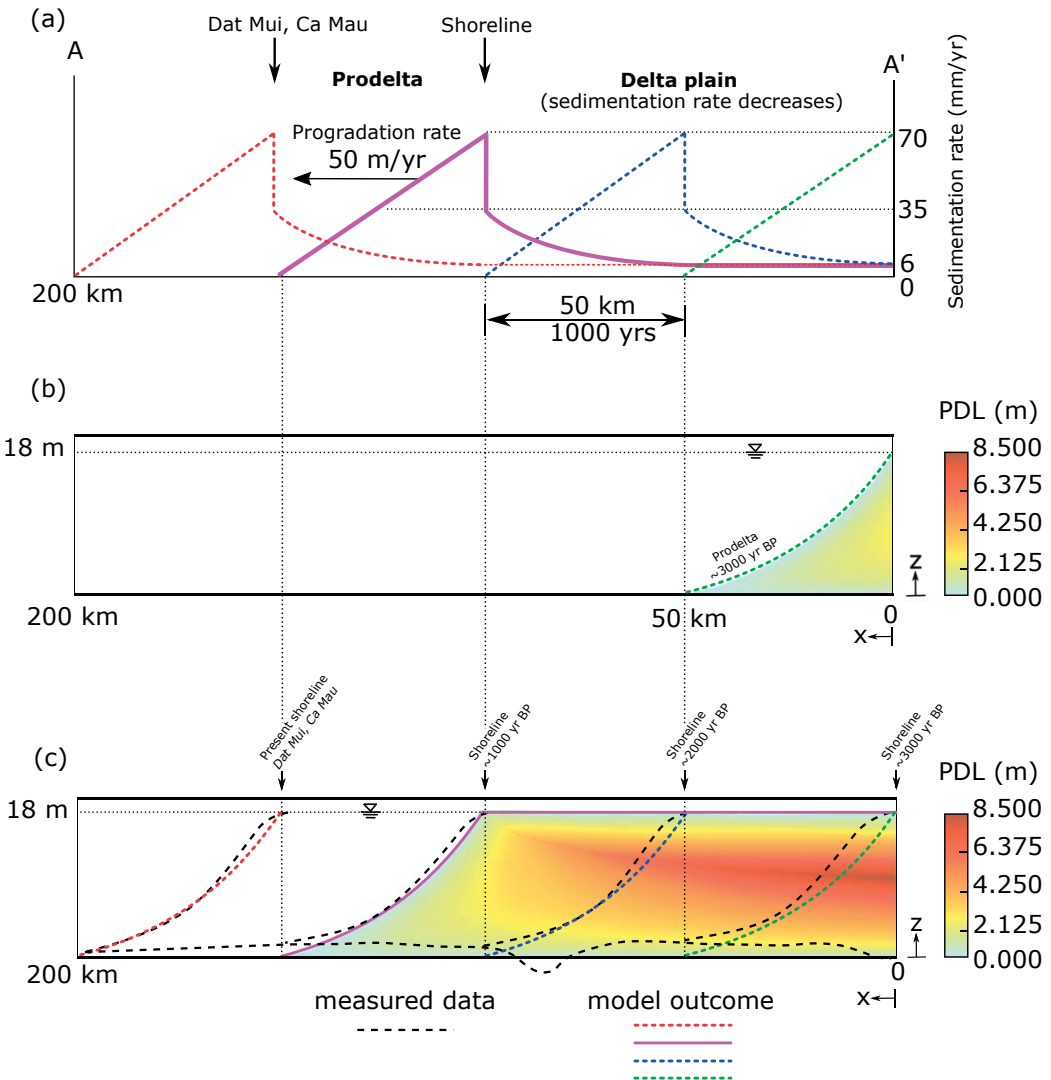 (a)
Dat Mui, Ca Mau
Shoreline
A
A'
Prodelta
Delta plain
(sedimentation rate decreases)
Progradation rate
50 m/yr
70
35
6
0
Sedimentation rate (mm/yr)
200 km
50 km
1000 yrs
(b)
18 m
PDL (m)
8.500
6.375
4.250
2.125
0.000
Prodelta
~3000 yr BP
z
200 km
50 km
0
x
Present shoreline
Dat Mui, Ca Mau
Shoreline
~1000 yr BP
Shoreline
~2000 yr BP
Shoreline
~3000 yr BP
(c)
18 m
PDL (m)
8.500
6.375
4.250
2.125
0.000
z
200 km
0
x
measured data
model outcome